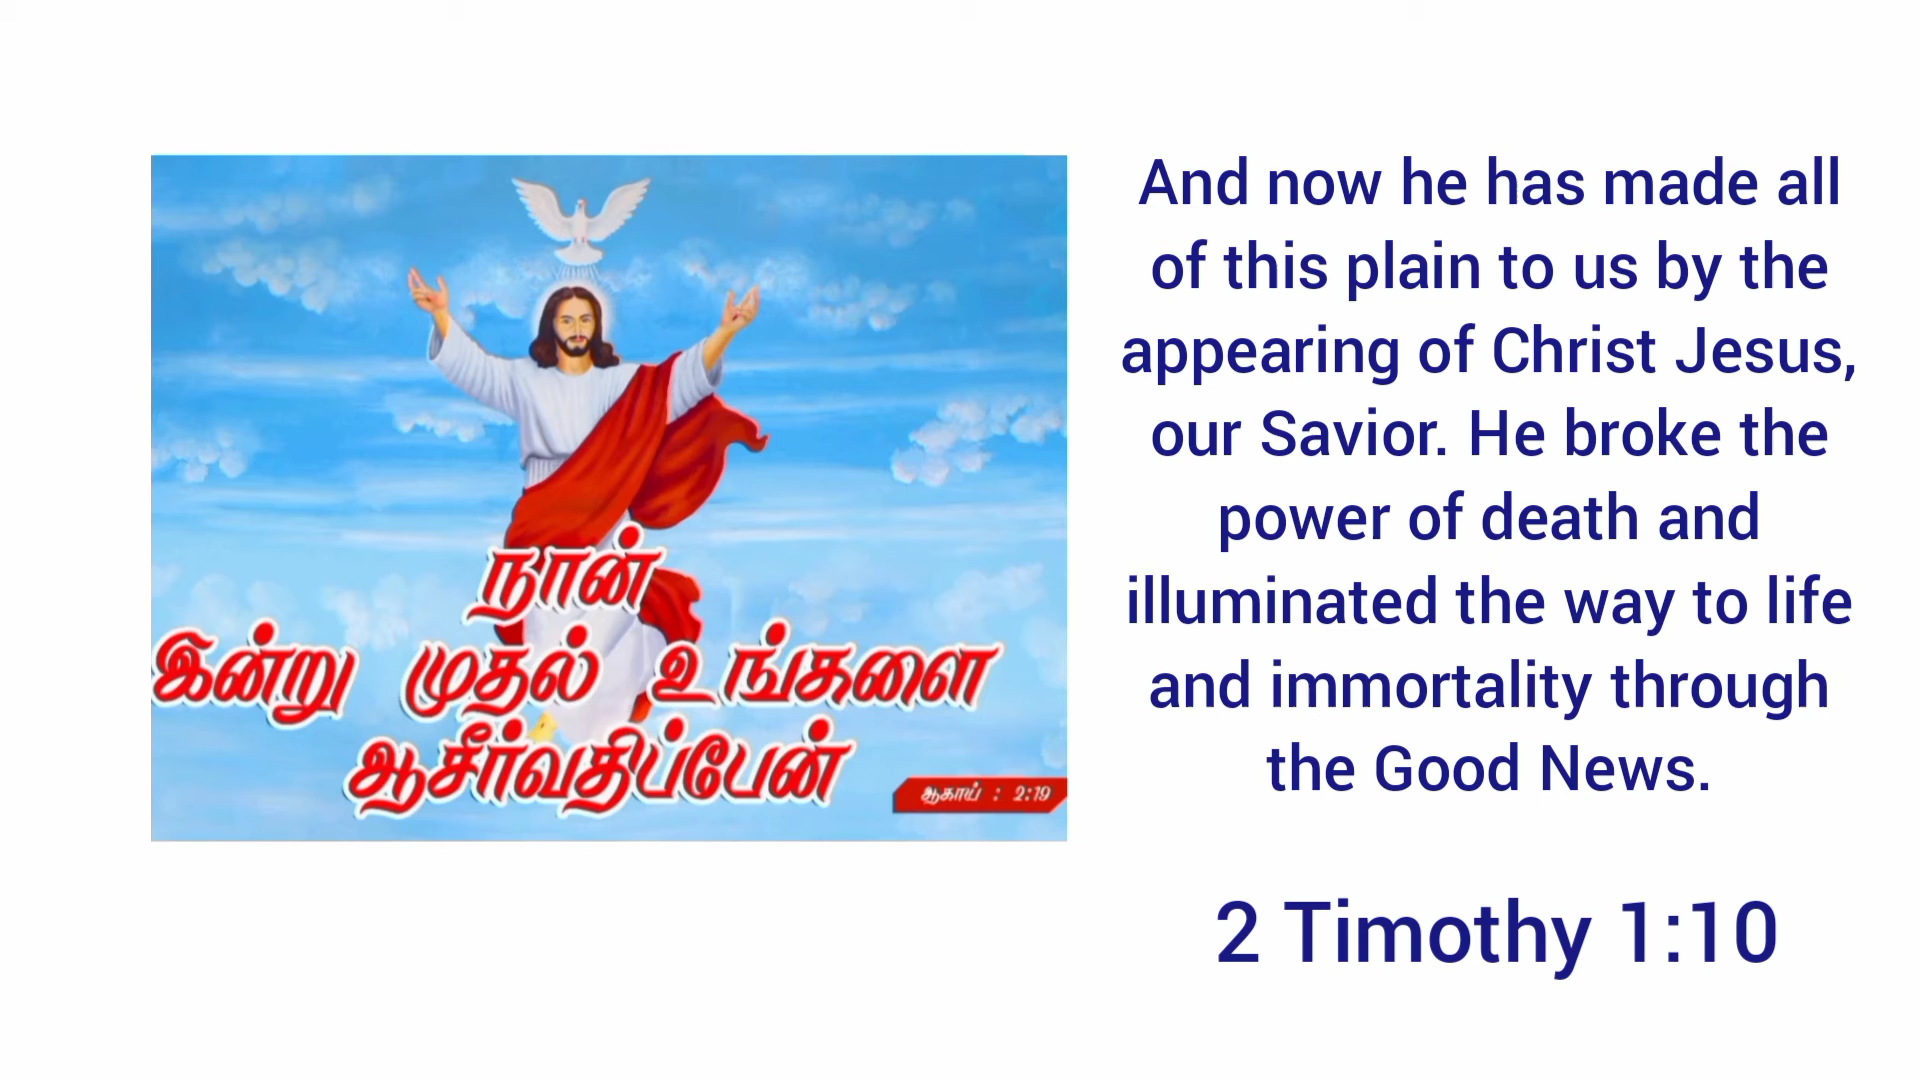 நான்
இன்று முதல் உங்களை
ஆசீர்வதிப்பேன்
ஆகாய் : 2:19
And now he has made all
of this plain to us by the
appearing of Christ Jesus,
our Savior. He broke the
power of death and
illuminated the way to life
and immortality through
the Good News.
2 Timothy 1:10